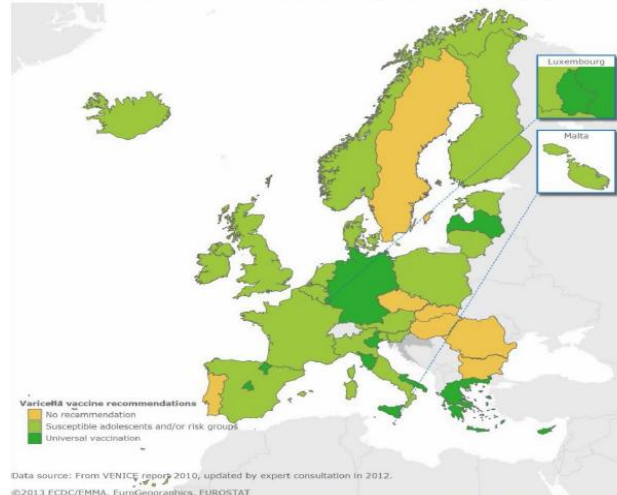 Luxembourg
Malta
Varicella vaccine recommendations
No recommendation
Susceptible adolescents and/or risk groups
Universal vaccination
Data source: From VENICE report 2010, updated by expert consultation in 2012.
©2013 ECDC/EMMA, EuroGeographics, EUROSTAT